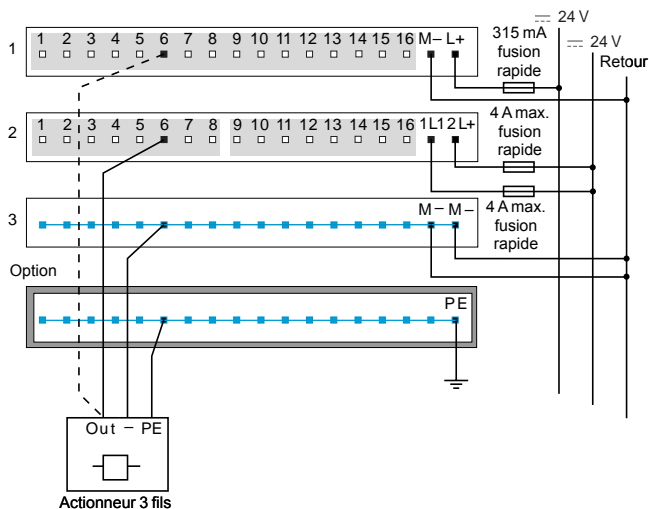 24 V
24 V
Retour
1
1 2 3 4 5 6 7 8 9 10 11 12 13 14 15 16 M– L+
315 mA
fusion
rapide
2
1 2 3 4 5 6 7 8 9 10 11 12 13 14 15 16 1L1 2 L+
4 A max.
fusion
rapide
3
M – M –
4 A max.
fusion
rapide
Option
PE
Out – PE
Actionneur 3 fils